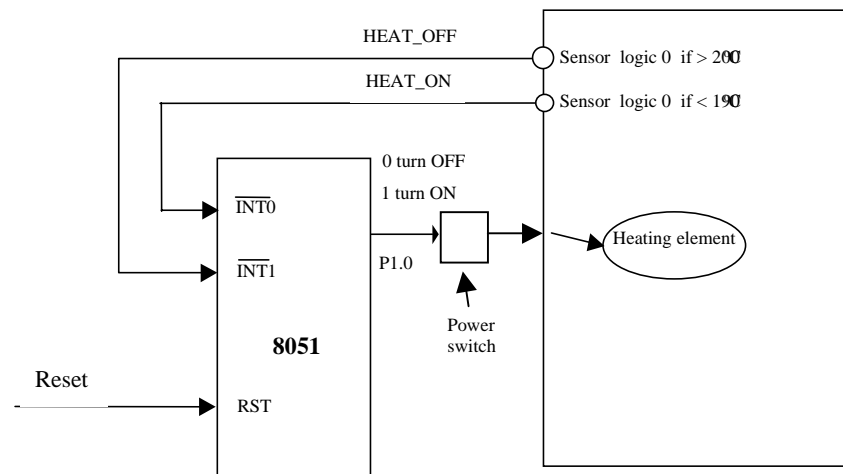 HEAT_OFF
Sensor logic 0 if > 200°C
HEAT_ON
Sensor logic 0 if < 190°C
0 turn OFF
1 turn ON
INT0
Heating element
INT1
P1.0
Power
switch
8051
Reset
RST